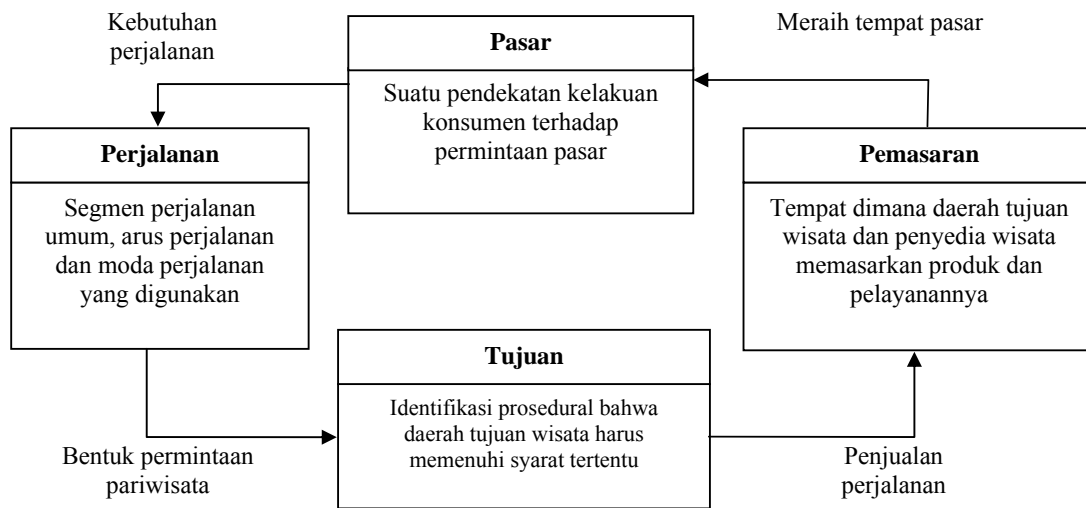 Kebutuhan
perjalanan
Meraih tempat pasar
Pasar
Suatu pendekatan kelakuan
konsumen terhadap
permintaan pasar
Perjalanan
Segmen perjalanan
umum, arus perjalanan
dan moda perjalanan
yang digunakan
Pemasaran
Tempat dimana daerah tujuan
wisata dan penyedia wisata
memasarkan produk dan
pelayanannya
Tujuan
Identifikasi prosedural bahwa
daerah tujuan wisata harus
memenuhi syarat tertentu
Bentuk permintaan
pariwisata
Penjualan
perjalanan